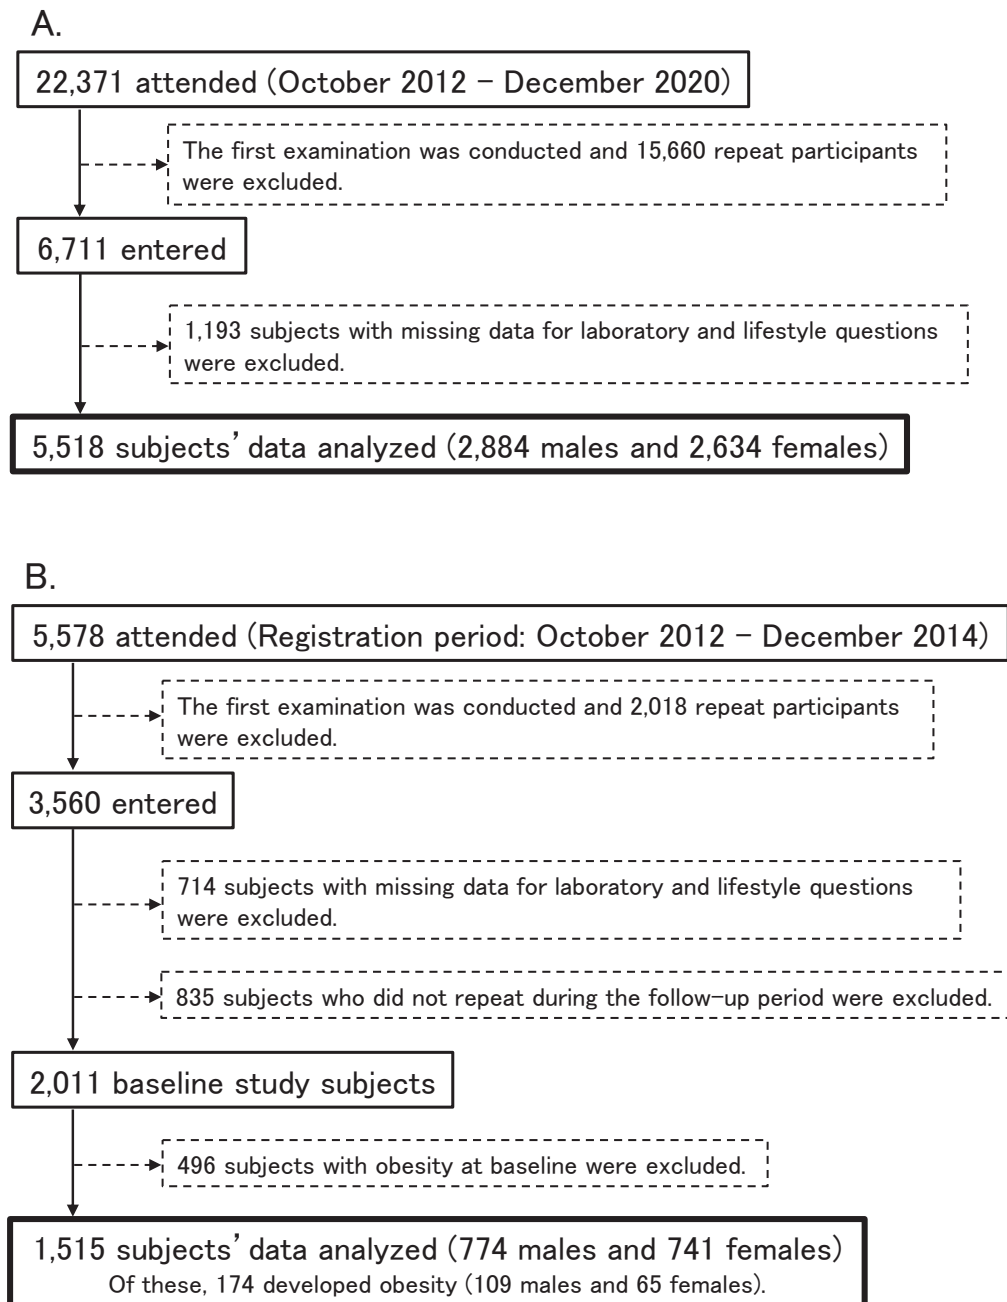 A.
22,371 attended (October 2012 - December 2020)
The first examination was conducted and 15,660 repeat participants
were excluded.
6,711 entered
1,193 subjects with missing data for laboratory and lifestyle questions
were excluded.
5,518 subjects’ data analyzed (2,884 males and 2,634 females)
B.
5,578 attended (Registration period: October 2012 - December 2014)
The first examination was conducted and 2,018 repeat participants
were excluded.
3,560 entered
714 subjects with missing data for laboratory and lifestyle questions
were excluded.
835 subjects who did not repeat during the follow-up period were excluded.
2,011 baseline study subjects
496 subjects with obesity at baseline were excluded.
1,515 subjects’ data analyzed (774 males and 741 females)
Of these, 174 developed obesity (109 males and 65 females).